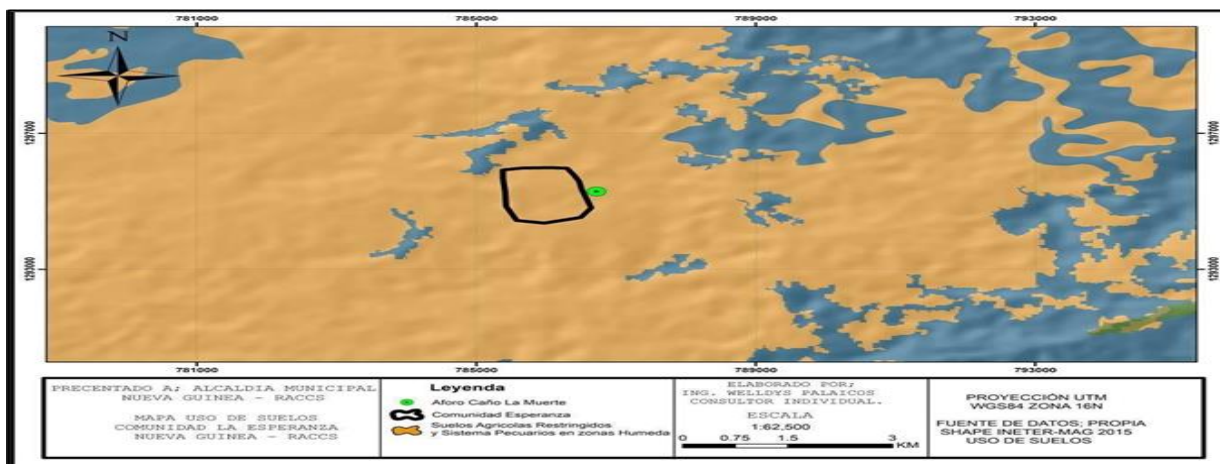 781000 785000 789000 793000
N
1297000 1297000
1293000 1293000
781000 785000 789000 793000
PRECENTADO A; ALCALDIA MUNICIPAL
NUEVA GUINEA - RACCS
MAPA USO DE SUELOS
COMUNIDAD LA ESPERANZA
NUEVA GUINEA - RACCS
Leyenda
Aforo Caño La Muerte
Comunidad Esperanza
Suelos Agricolas Restringidos
y Sistema Pecuarios en zonas Humeda
ELABORADO POR;
ING. WELLDYS PALAICOS
CONSULTOR INDIVIDUAL.
ESCALA
1:62,500
0 0.75 1.5 3
KM
PROYECCIÓN UTM
WGS84 ZONA 16N
FUENTE DE DATOS; PROPIA
SHAPE INETER-MAG 2015
USO DE SUELOS